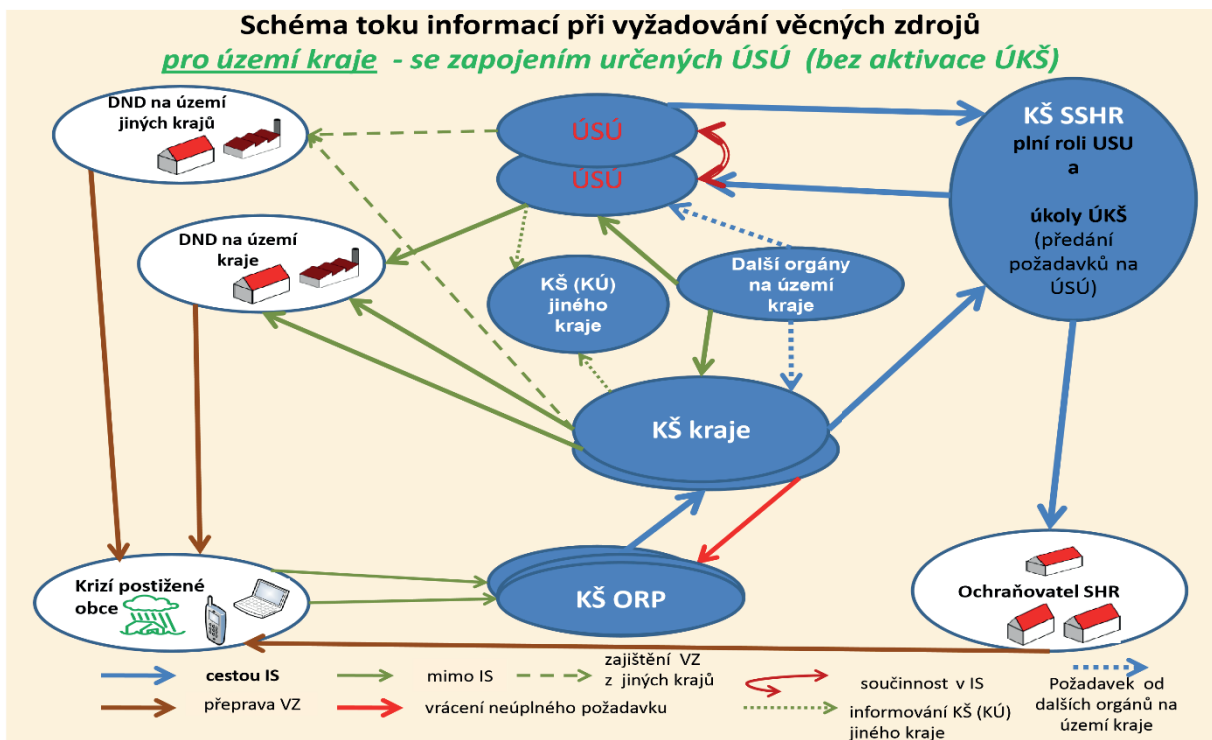 Schéma toku informací při vyžadování věcných zdrojů
pro území kraje - se zapojením určených ÚSÚ (bez aktivace ÚKŠ)
DND na území
jiných krajů
ÚSÚ
ÚSÚ
KŠ SSHR
plní roli USU
a
úkoly ÚKŠ
(předání
požadavků na
ÚSÚ)
DND na území
kraje
KŠ (KÚ)
jiného
kraje
Další orgány
na území
kraje
KŠ kraje
Krizí postižené
obce
KŠ ORP
Ochraňovatel SHR
cestou IS
mimo IS
zajištění VZ
z jiných krajů
součinnost v IS
Požadavek od
dalších orgánů na
území kraje
přeprava VZ
vrácení neúplného požadavku
informování KŠ (KÚ)
jiného kraje